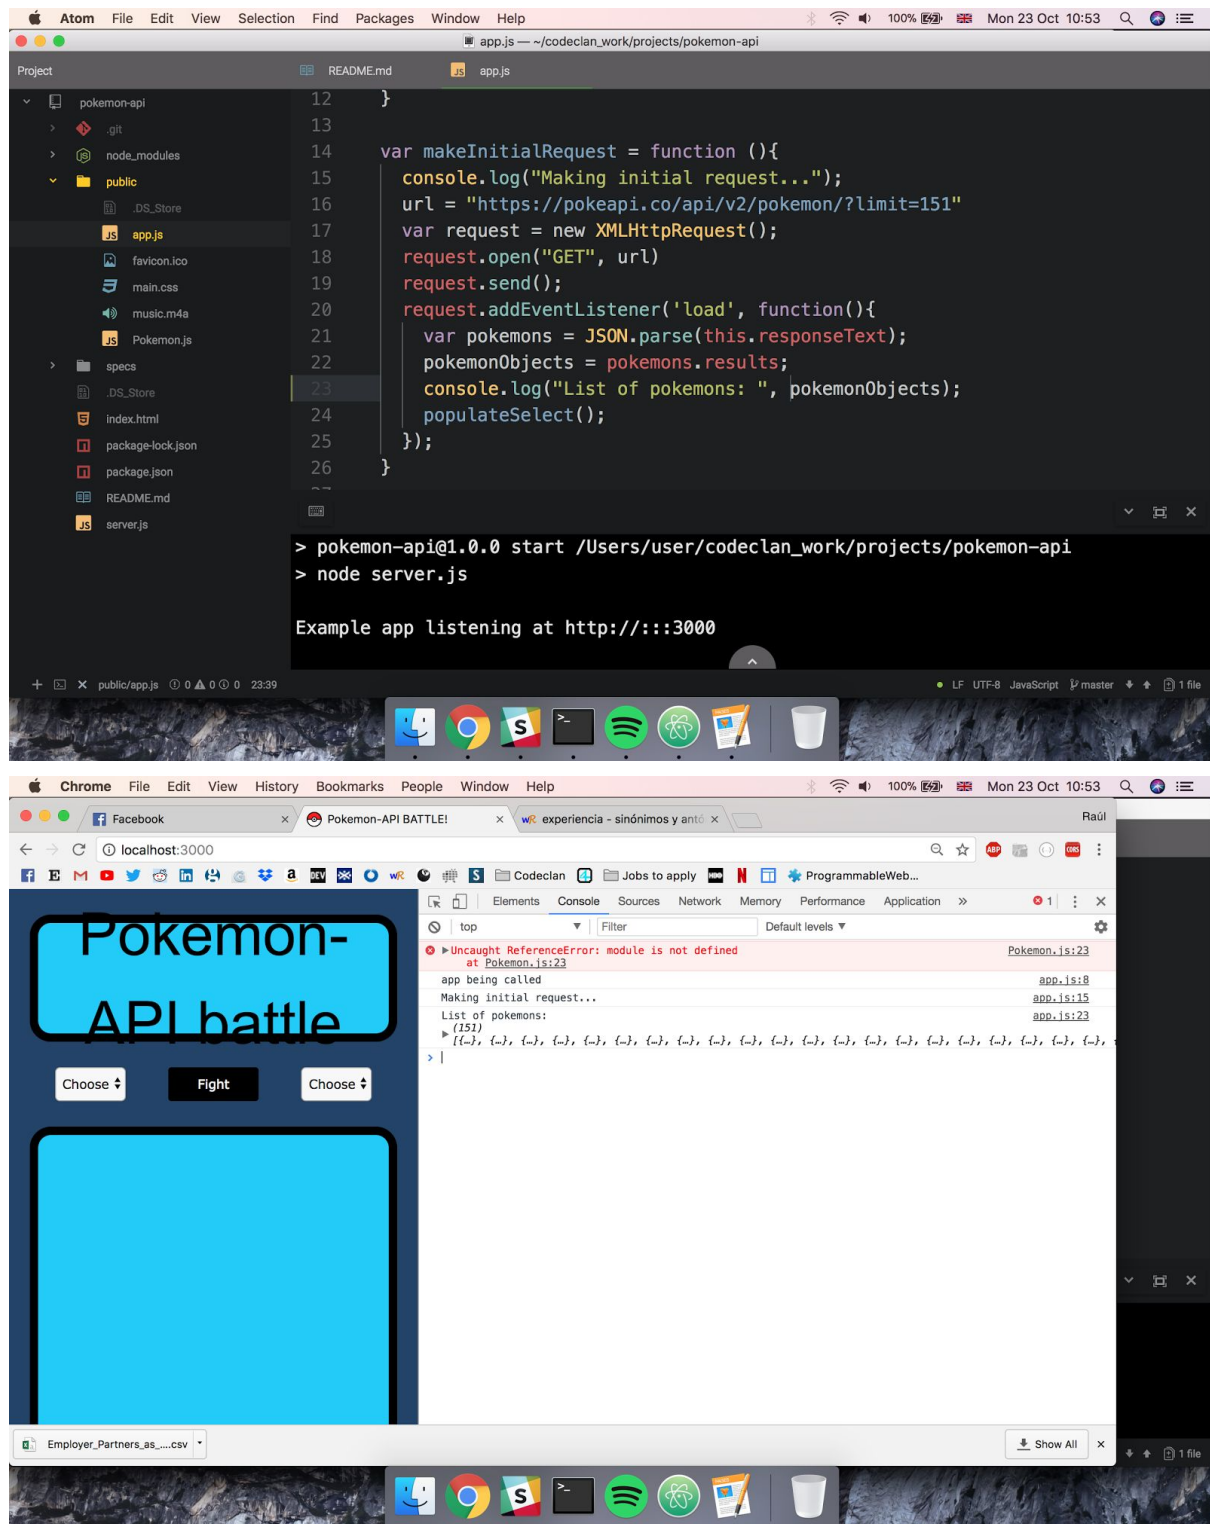 Atom File Edit View Selection Find Packages Window Help 100% Mon 23 Oct 10:53
app.js — ~/codeclan_work/projects/pokemon-api
Project README.md JS app.js
pokemon-api
.git
node_modules
public
.DS_Store
JS app.js
favicon.ico
main.css
music.m4a
JS Pokemon.js
specs
.DS_Store
index.html
package-lock.json
package.json
README.md
JS server.js
12 }
13
14 var makeInitialRequest = function (){
15 console.log("Making initial request...");
16 url = "https://pokeapi.co/api/v2/pokemon/?limit=151"
17 var request = new XMLHttpRequest();
18 request.open("GET", url)
19 request.send();
20 request.addEventListener('load', function(){
21 var pokemons = JSON.parse(this.responseText);
22 pokemonObjects = pokemons.results;
23 console.log("List of pokemons: ", pokemonObjects);
24 populateSelect();
25 });
26 }
> pokemon-api@1.0.0 start /Users/user/codeclan_work/projects/pokemon-api
> node server.js
Example app listening at http://:::3000
public/app.js 0 0 0 23:39 LF UTF-8 JavaScript master 1 file
Chrome File Edit View History Bookmarks People Window Help 100% Mon 23 Oct 10:53
Facebook × Pokemon-API BATTLE! × wR experiencia - sinónimos y antó × Raúl
localhost:3000 ABP CORS
Codeclan Jobs to apply ProgrammableWeb...
Elements Console Sources Network Memory Performance Application » 1
top Filter Default levels
Uncaught ReferenceError: module is not defined Pokemon.js:23
at Pokemon.js:23
app being called app.js:8
Making initial request... app.js:15
List of pokemons: app.js:23
(151)
[{…}, {…}, {…}, {…}, {…}, {…}, {…}, {…}, {…}, {…}, {…}, {…}, {…}, {…}, {…}, {…}, {…}, {…}, {…}, {…}, {…},
>
Pokemon-
API battle
Choose Fight Choose
Employer_Partners_as_....csv Show All ×
1 file